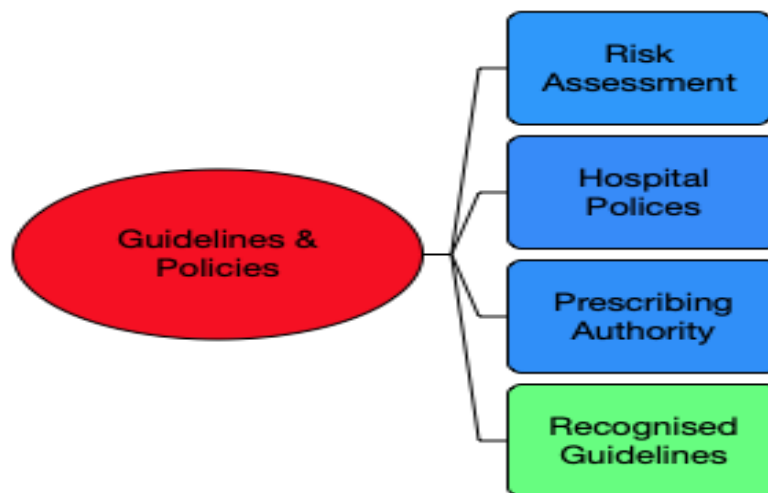 Risk
Assessment
Hospital
Polices
Guidelines &
Policies
Prescribing
Authority
Recognised
Guidelines